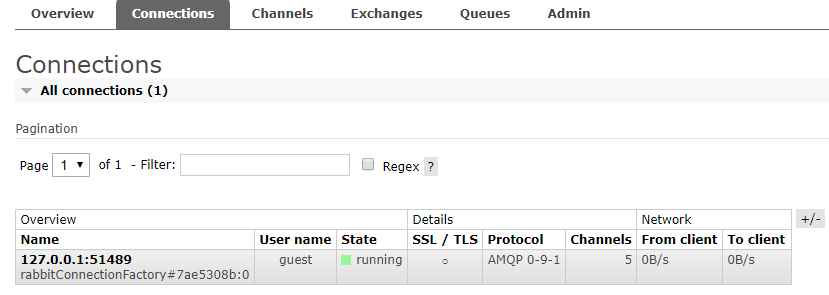 Overview Connections Channels Exchanges Queues Admin
Connections
All connections (1)
Pagination
Page 1 of 1 - Filter: Regex ?
Overview Details Network +/-
Name User name State SSL / TLS Protocol Channels From client To client
127.0.0.1:51489 guest running ○ AMQP 0-9-1 5 0B/s 0B/s
rabbitConnectionFactory#7ae5308b:0